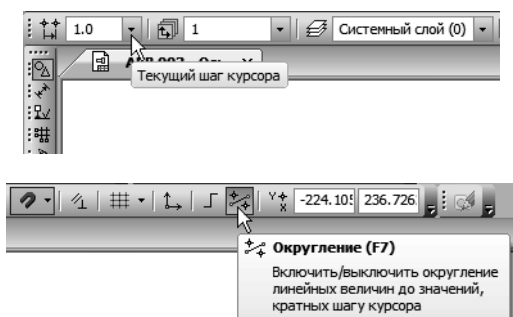 1.0 1 Системный слой (0)
Текущий шаг курсора
Y X -224.10 236.726
Округление (F7)
Включить/выключить округление
линейных величин до значений,
кратных шагу курсора